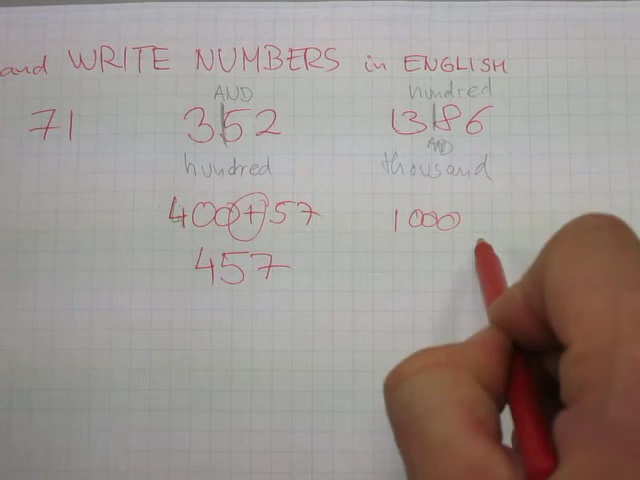 and WRITE NUMBERS in ENGLISH
AND hundred
71 352 1386
AND
hundred thousand
400+57 1000
457